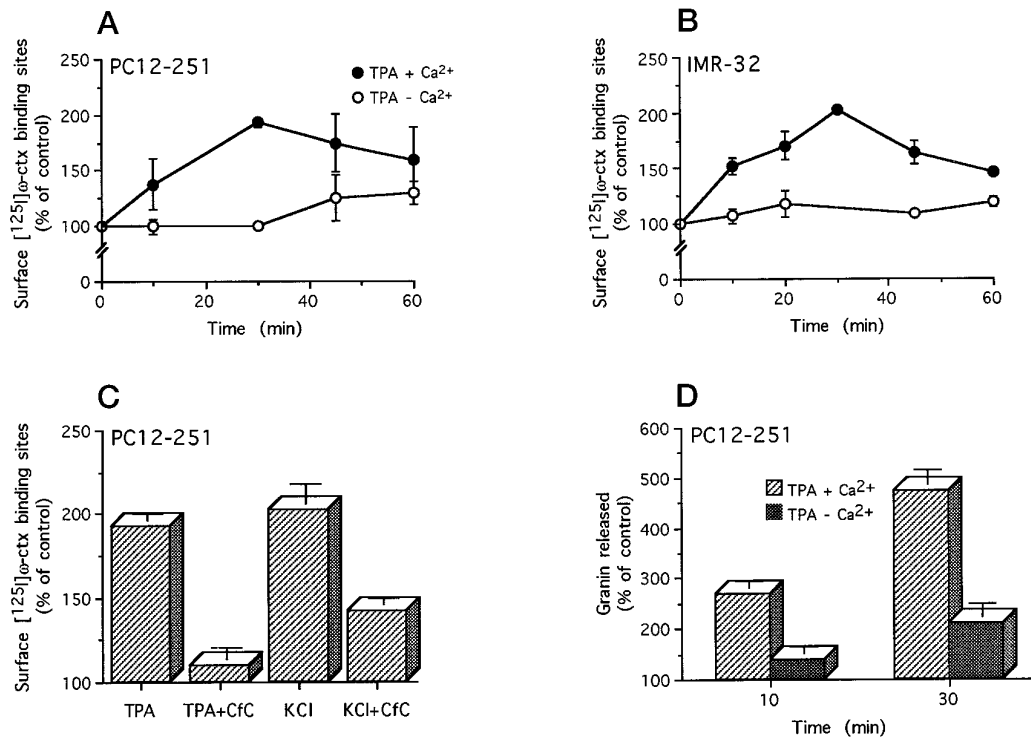 A
PC12-251
● TPA + Ca²⁺
○ TPA - Ca²⁺
Surface [¹²⁵I]ω-ctx binding sites
(% of control)
250
200
150
100
0
0 20 40 60
Time (min)
B
IMR-32
Surface [¹²⁵I]ω-ctx binding sites
(% of control)
250
200
150
100
0
0 20 40 60
Time (min)
C
PC12-251
Surface [¹²⁵I]ω-ctx binding sites
(% of control)
250
200
150
100
TPA TPA+CfC KCl KCl+CfC
D
PC12-251
TPA + Ca²⁺
TPA - Ca²⁺
Granin released
(% of control)
600
500
400
300
200
100
10 30
Time (min)